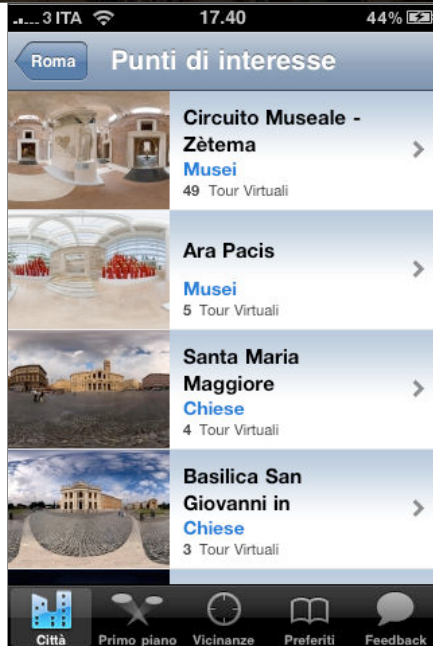 3 ITA 17.40 44%
Roma Punti di interesse
Circuito Museale -
Zètema
Musei
49 Tour Virtuali
Ara Pacis
Musei
5 Tour Virtuali
Santa Maria
Maggiore
Chiese
4 Tour Virtuali
Basilica San
Giovanni in
Chiese
3 Tour Virtuali
Città Primo piano Vicinanze Preferiti Feedback